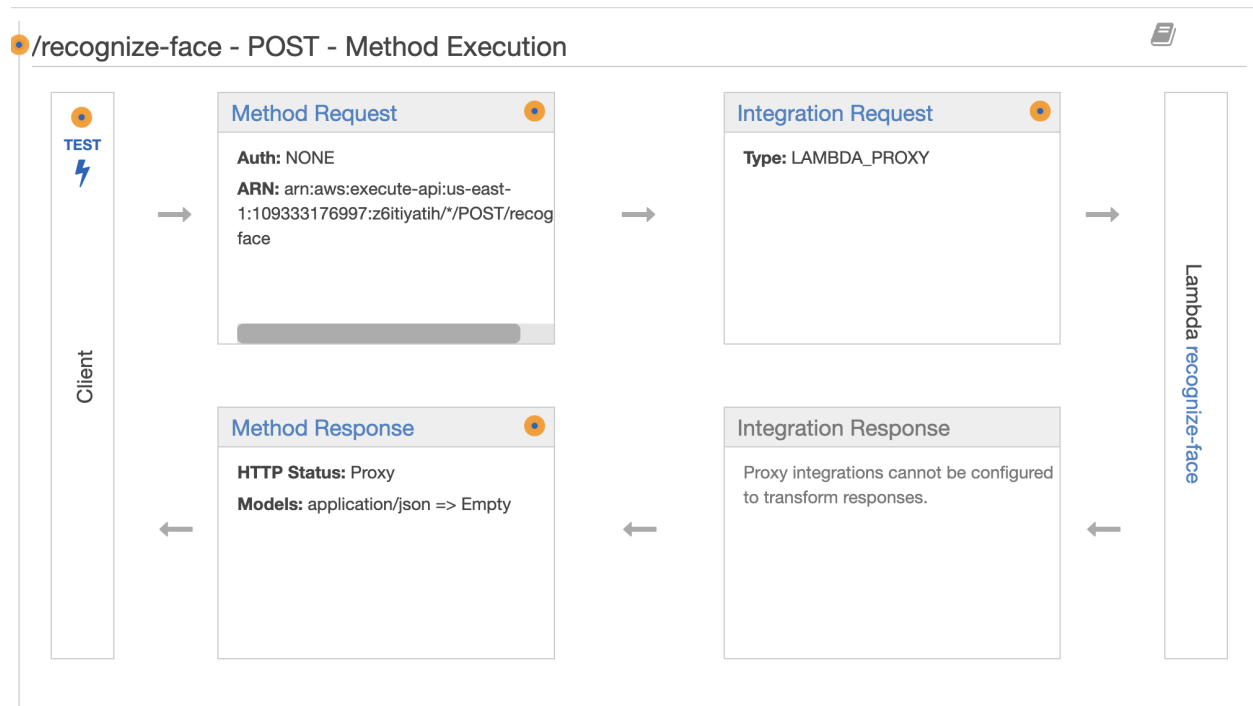 /recognize-face - POST - Method Execution
TEST
Client
Method Request
Auth: NONE
ARN: arn:aws:execute-api:us-east-
1:109333176997:z6itiyatih/*/POST/recog
face
Integration Request
Type: LAMBDA_PROXY
Lambda recognize-face
Method Response
HTTP Status: Proxy
Models: application/json => Empty
Integration Response
Proxy integrations cannot be configured
to transform responses.